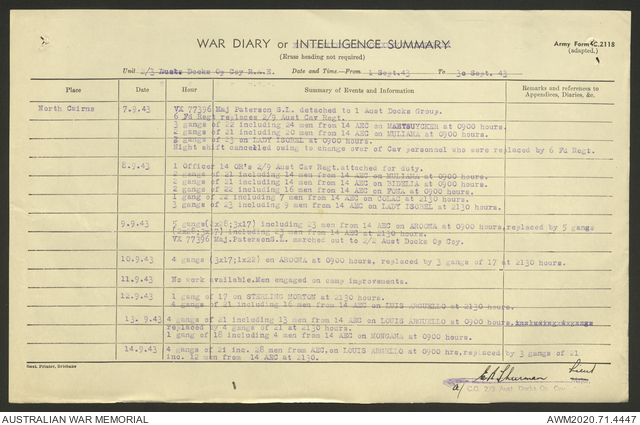 WAR DIARY or INTELLIGENCE SUMMARY
Army Form C.2118
(Erase heading not required)
Unit 2/3 Aust. Docks Op Coy R.A.E. Date and Time.—From 1 Sept.43 To 30 Sept. 43
Place Date Hour Summary of Events and Information Remarks and references to Appendices, Diaries, &c.
North Cairns 7.9.43 VX 77396 Maj Paterson S.L. detached to 1 Aust Docks Group.
6 Fd Regt replaces 2/9 Aust Cav Regt.
3 gangs of 22 including 24 men from 14 AEC on MAETSUYCKER at 0900 hours.
2 gangs of 21 including 20 men on MULIAMA at 0900 hours.
2 gangs of 23 on LADY ISOBEL at 0900 hours.
Night shift canceled owing to change over of Cav personnel who were replaced by 6 Fd Regt.
8.9.43 1 Officer 14 OR's 2/9 Aust Cav Regt.attached for duty.
2 gangs of 21 including 14 men from 14 AEC on MULIAMA at 0900 hours.
2 gangs of 21 including 14 men from 14 AEC on BIDELIA at 0900 hours.
2 gangs of 22 including 16 men from 14 AEC on at 0900 hours.
1 gang of 22 including 7 men from 14 AEC on COLAC at 2130 hours.
3 gangs of 23 including 9 men from 14 AEC on LADY ISOBEL at 2130 hours.
9.9.43 5 gangs(2x28;3x17) including 23 men from 14 AEC on AROONA at 0900 hours,replaced by 5 gangs
including 23 men from 14 AEC at 2130 hours.
VX 77396 Maj.PatersonS.L. marched out to 2/2 Aust Docks Op Coy.
10.9.43 4 gangs (3x17;1x22) on AROONA at 0900 hours, replaced by 3 gangs of 17 at 2130 hours.
11.9.43 No work available.Men engaged on camp improvements.
12.9.43 1 gang of 17 on STERLING MORTON at 2130 hours.
4 gangs of 21 including 16 men from 14 AEC on LUIS ARGUELLO at 2130 hours.
13. 9.43 4 gangs of 21 including 13 men from 14 AEC on LOUIS ARGUELLO at 0900 hours,
replaced by 4 gangs of 21 at 2130 hours.
1 gang of 18 including 4 men from 14 AEC on MONGANA at 0900 hours.
14.9.43 4 gangs of 21 inc. 28 men from AEC.on LOUIS ARGUELLO at 0900 hrs,replaced by 3 gangs of 21
inc. 12 men from 14 AEC at 2130.
Govt. Printer, Brisbane
Lieut
C.O 2/3 Aust. Docks Op. Coy.
AUSTRALIAN WAR MEMORIAL
AWM2020.71.4447